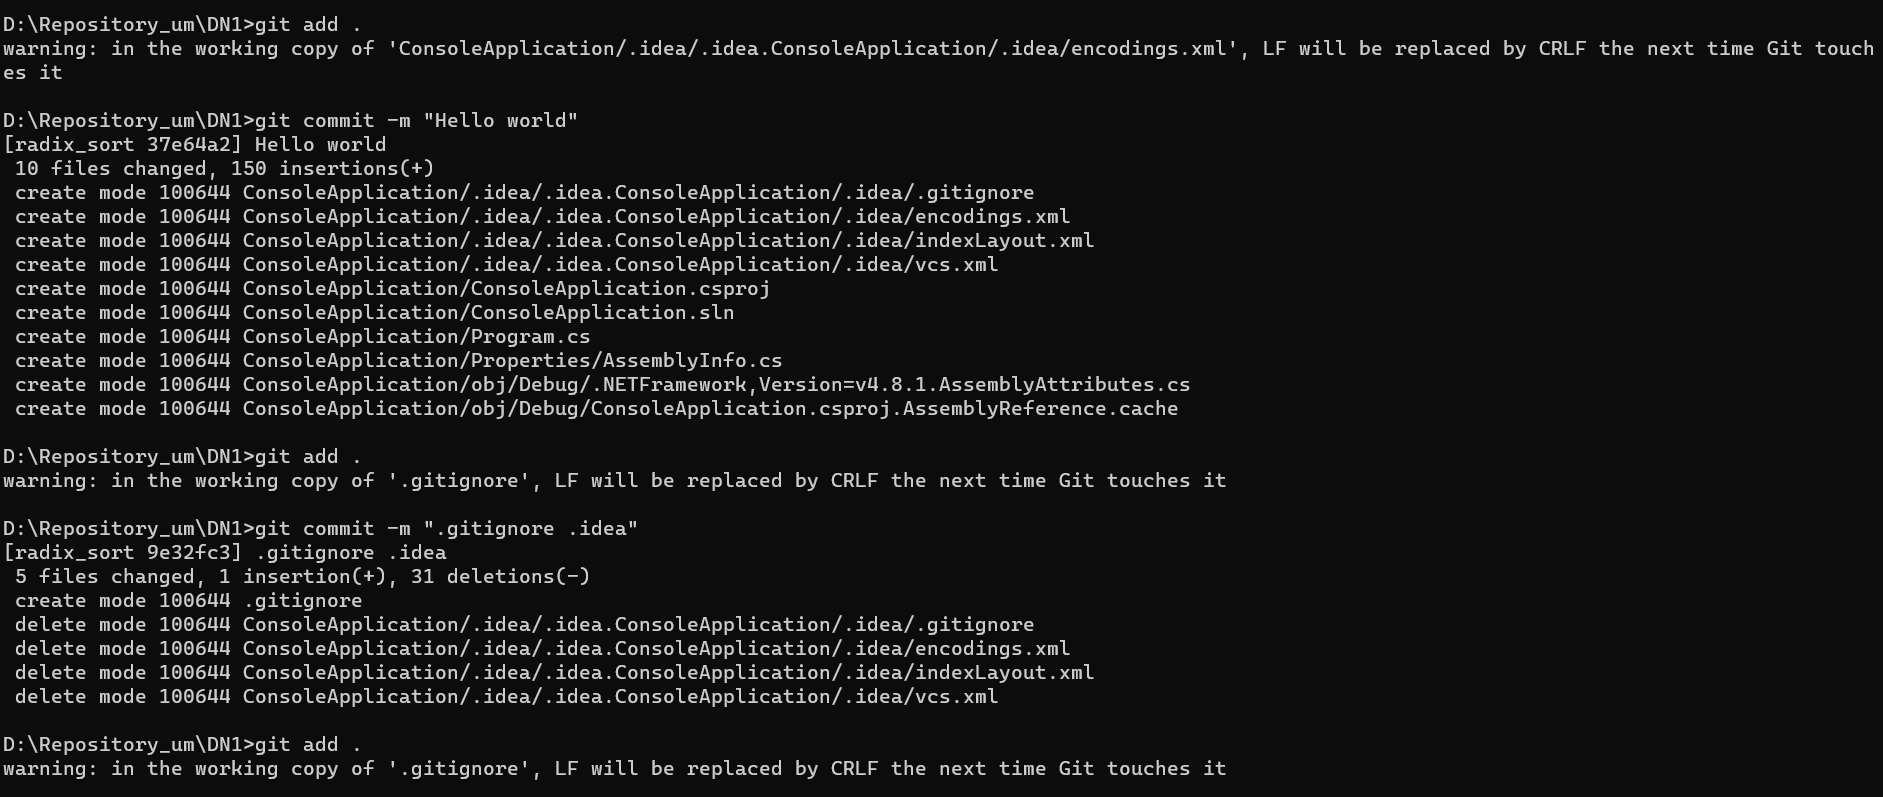 D:\Repository_um\DN1>git add .
warning: in the working copy of 'ConsoleApplication/.idea/.idea.ConsoleApplication/.idea/encodings.xml', LF will be replaced by CRLF the next time Git touch
es it
D:\Repository_um\DN1>git commit -m "Hello world"
[radix_sort 37e64a2] Hello world
 10 files changed, 150 insertions(+)
 create mode 100644 ConsoleApplication/.idea/.idea.ConsoleApplication/.idea/.gitignore
 create mode 100644 ConsoleApplication/.idea/.idea.ConsoleApplication/.idea/encodings.xml
 create mode 100644 ConsoleApplication/.idea/.idea.ConsoleApplication/.idea/indexLayout.xml
 create mode 100644 ConsoleApplication/.idea/.idea.ConsoleApplication/.idea/vcs.xml
 create mode 100644 ConsoleApplication/ConsoleApplication.csproj
 create mode 100644 ConsoleApplication/ConsoleApplication.sln
 create mode 100644 ConsoleApplication/Program.cs
 create mode 100644 ConsoleApplication/Properties/AssemblyInfo.cs
 create mode 100644 ConsoleApplication/obj/Debug/.NETFramework,Version=v4.8.1.AssemblyAttributes.cs
 create mode 100644 ConsoleApplication/obj/Debug/ConsoleApplication.csproj.AssemblyReference.cache
D:\Repository_um\DN1>git add .
warning: in the working copy of '.gitignore', LF will be replaced by CRLF the next time Git touches it
D:\Repository_um\DN1>git commit -m ".gitignore .idea"
[radix_sort 9e32fc3] .gitignore .idea
 5 files changed, 1 insertion(+), 31 deletions(-)
 create mode 100644 .gitignore
 delete mode 100644 ConsoleApplication/.idea/.idea.ConsoleApplication/.idea/.gitignore
 delete mode 100644 ConsoleApplication/.idea/.idea.ConsoleApplication/.idea/encodings.xml
 delete mode 100644 ConsoleApplication/.idea/.idea.ConsoleApplication/.idea/indexLayout.xml
 delete mode 100644 ConsoleApplication/.idea/.idea.ConsoleApplication/.idea/vcs.xml
D:\Repository_um\DN1>git add .
warning: in the working copy of '.gitignore', LF will be replaced by CRLF the next time Git touches it